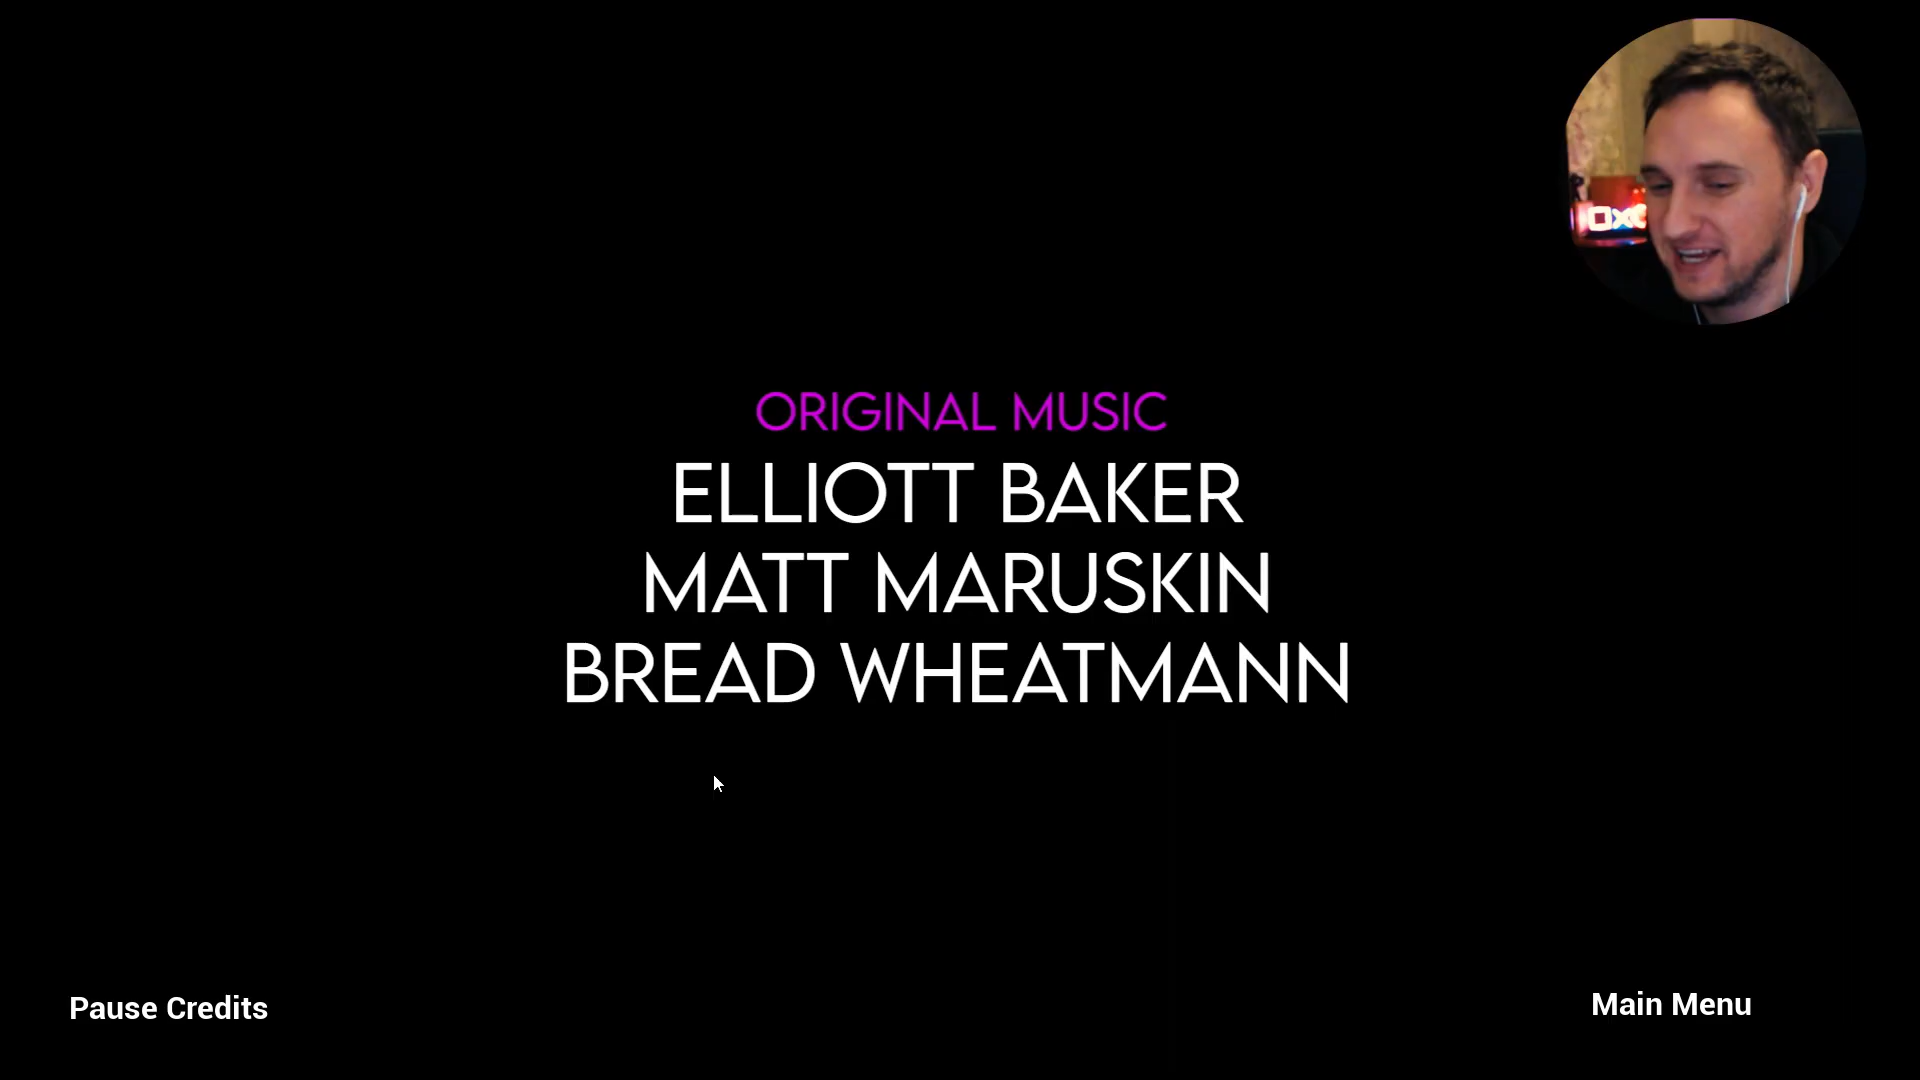 ORIGINAL MUSIC
ELLIOTT BAKER
MATT MARUSKIN
BREAD WHEATMANN
Pause Credits
Main Menu